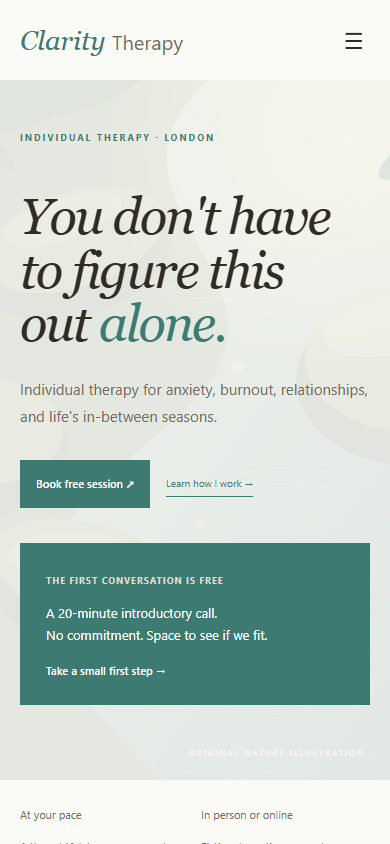 Clarity Therapy
INDIVIDUAL THERAPY · LONDON
You don't have
to figure this
out alone.
Individual therapy for anxiety, burnout, relationships,
and life's in-between seasons.
Book free session ↗
Learn how I work →
THE FIRST CONVERSATION IS FREE
A 20-minute introductory call.
No commitment. Space to see if we fit.
Take a small first step →
ORIGINAL NATURE ILLUSTRATION
At your pace
In person or online